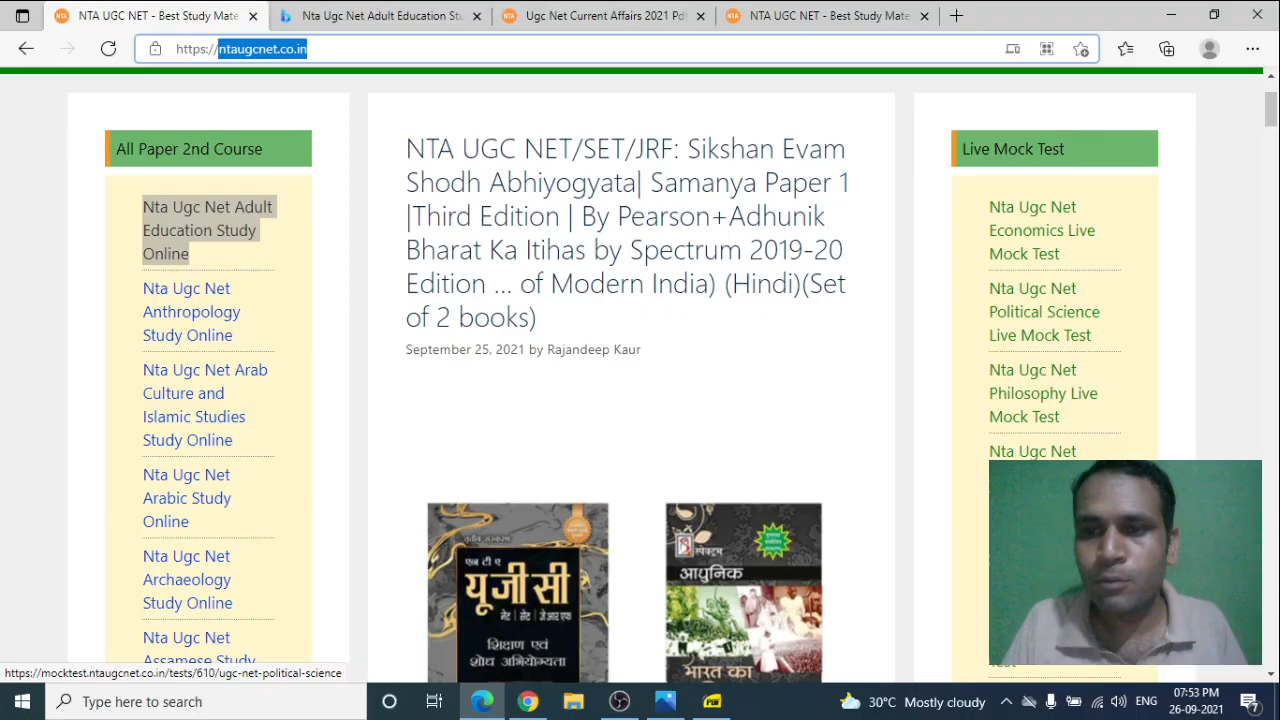 NTA UGC NET - Best Study Mate
Nta Ugc Net Adult Education Stu
Ugc Net Current Affairs 2021 Pdf
NTA UGC NET - Best Study Mate
https://ntaugcnet.co.in
All Paper 2nd Course
Nta Ugc Net Adult
Education Study
Online
Nta Ugc Net
Anthropology
Study Online
Nta Ugc Net Arab
Culture and
Islamic Studies
Study Online
Nta Ugc Net
Arabic Study
Online
Nta Ugc Net
Archaeology
Study Online
Nta Ugc Net
Assamese Study
NTA UGC NET/SET/JRF: Sikshan Evam
Shodh Abhiyogyata| Samanya Paper 1
|Third Edition | By Pearson+Adhunik
Bharat Ka Itihas by Spectrum 2019-20
Edition … of Modern India) (Hindi)(Set
of 2 books)
September 25, 2021 by Rajandeep Kaur
तृतीय संस्करण
एन टी ए
यूजीसी
नेट | सेट | जे आर एफ
शिक्षण एवं
शोध अभियोग्यता
स्पेक्ट्रम
आधुनिक
भारत का
Live Mock Test
Nta Ugc Net
Economics Live
Mock Test
Nta Ugc Net
Political Science
Live Mock Test
Nta Ugc Net
Philosophy Live
Mock Test
Nta Ugc Net
https://mocktest.ntaugcnet.co.in/tests/610/ugc-net-political-science
Type here to search
30°C Mostly cloudy
ENG
07:53 PM
26-09-2021
7